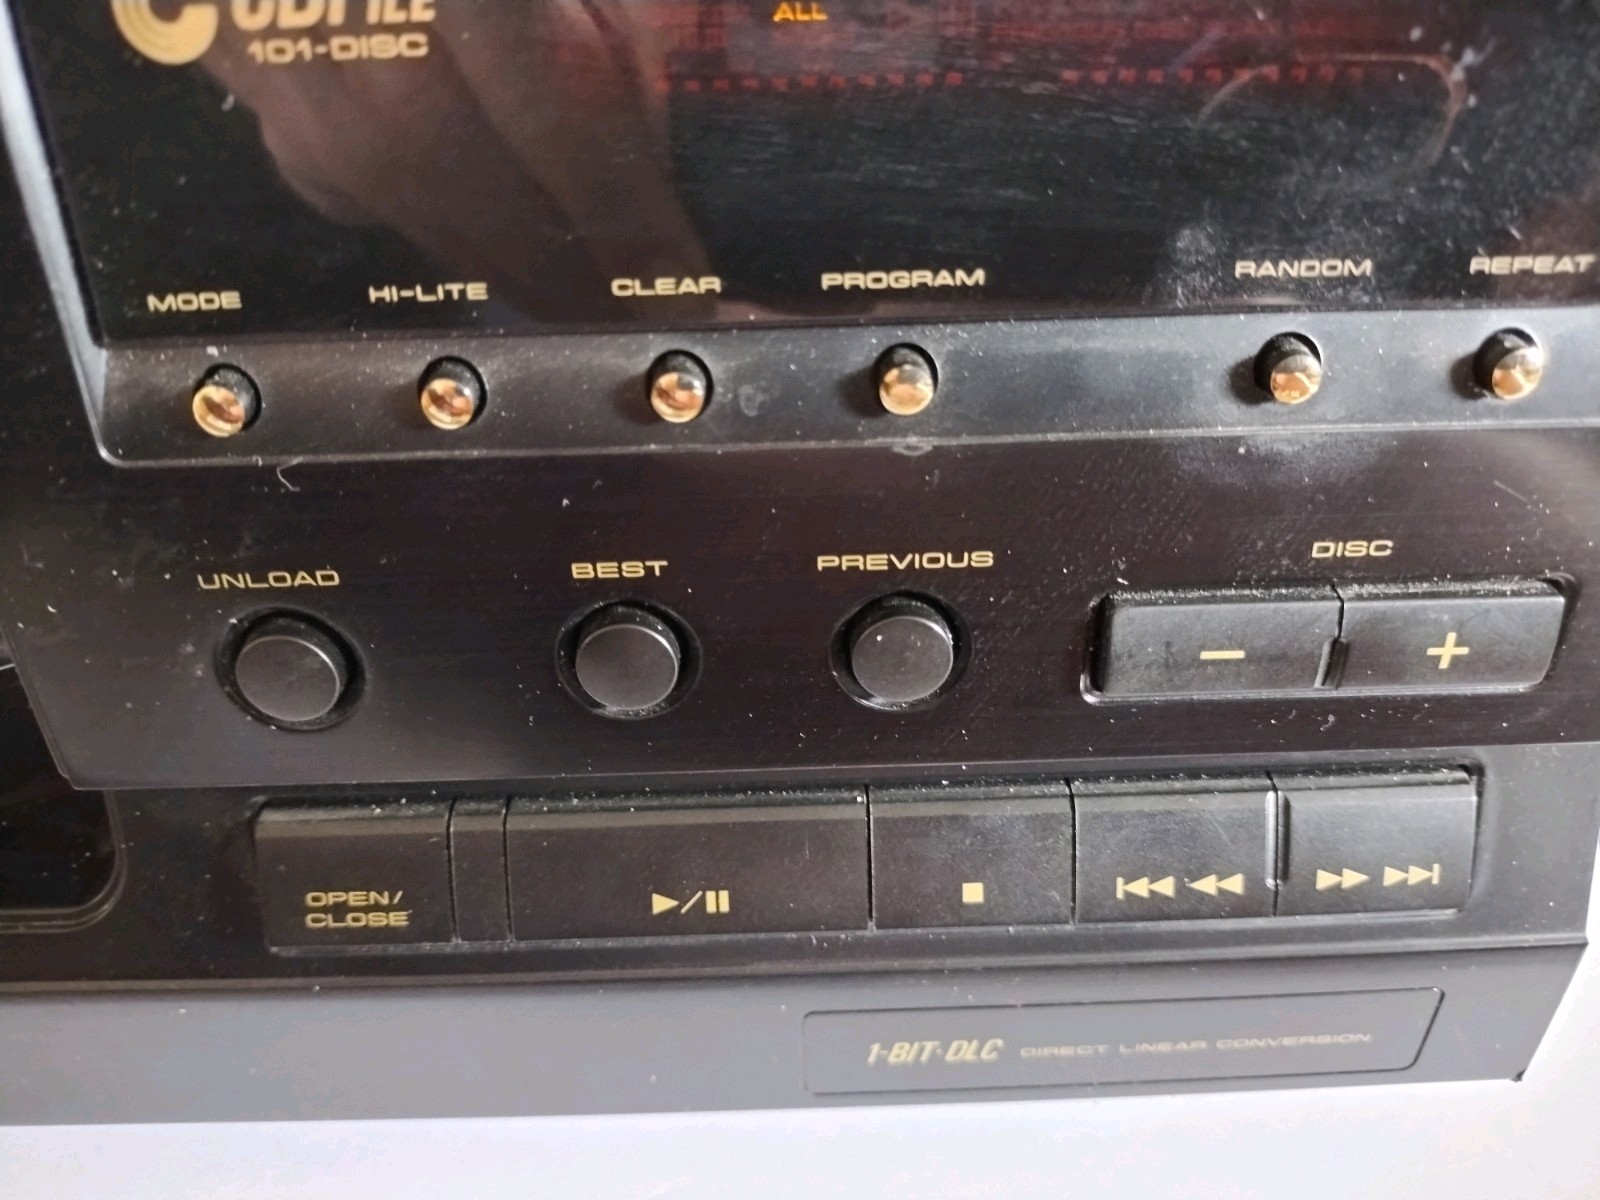 ALL
101-DISC
MODE HI-LITE CLEAR PROGRAM RANDOM REPEAT
UNLOAD BEST PREVIOUS DISC
− +
OPEN/
CLOSE
1-BIT·DLC DIRECT LINEAR CONVERSION